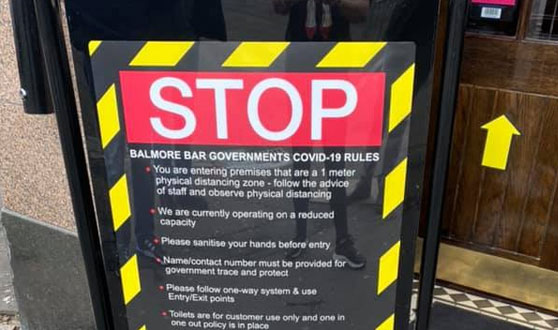 STOP
BALMORE BAR GOVERNMENTS COVID-19 RULES
• You are entering premises that are a 1 meter
physical distancing zone - follow the advice
of staff and observe physical distancing
• We are currently operating on a reduced
capacity
• Please sanitise your hands before entry
• Name/contact number must be provided for
government trace and protect
• Please follow one-way system & use
Entry/Exit points
• Toilets are for customer use only and one in
one out policy is in place